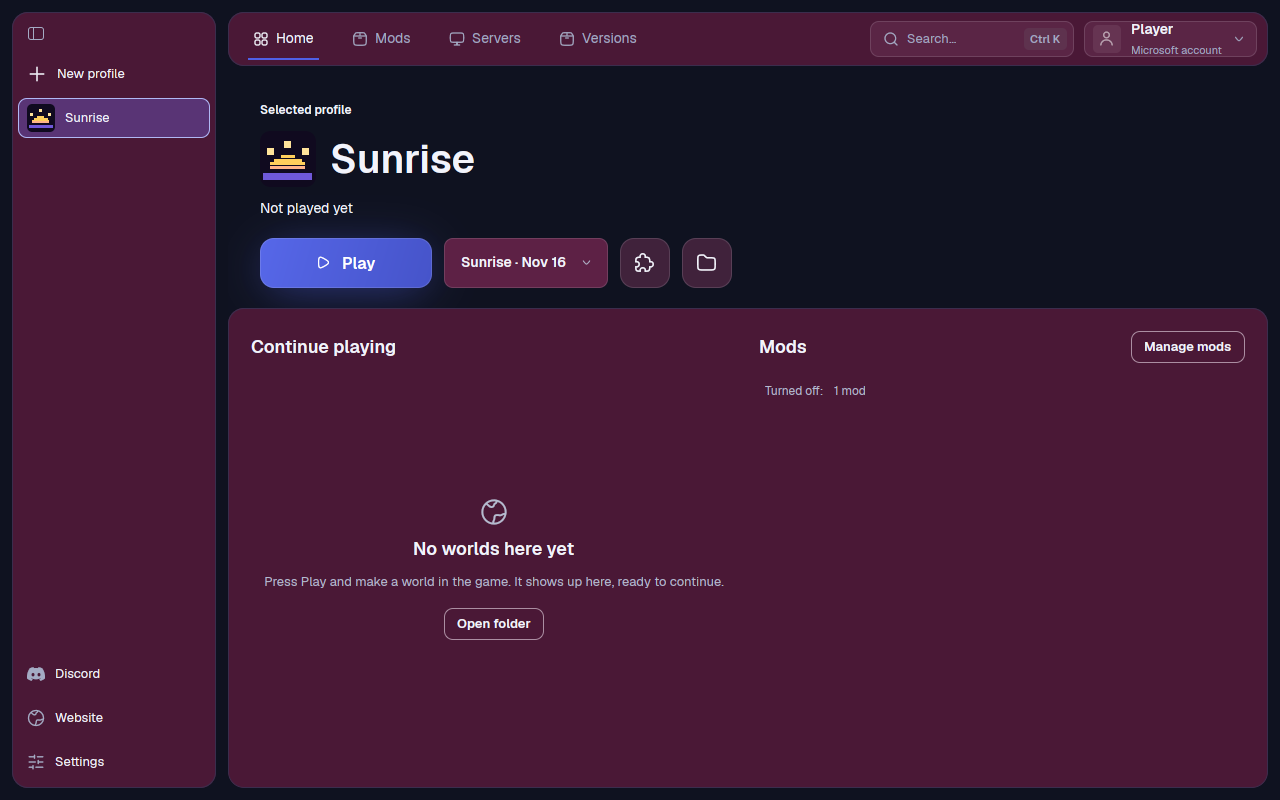 New profile
Sunrise
Discord
Website
Settings
Home
Mods
Servers
Versions
Search...
Ctrl K
Player
Microsoft account
Selected profile
Sunrise
Not played yet
Play
Sunrise · Nov 16
Continue playing
No worlds here yet
Press Play and make a world in the game. It shows up here, ready to continue.
Open folder
Mods
Manage mods
Turned off: 1 mod